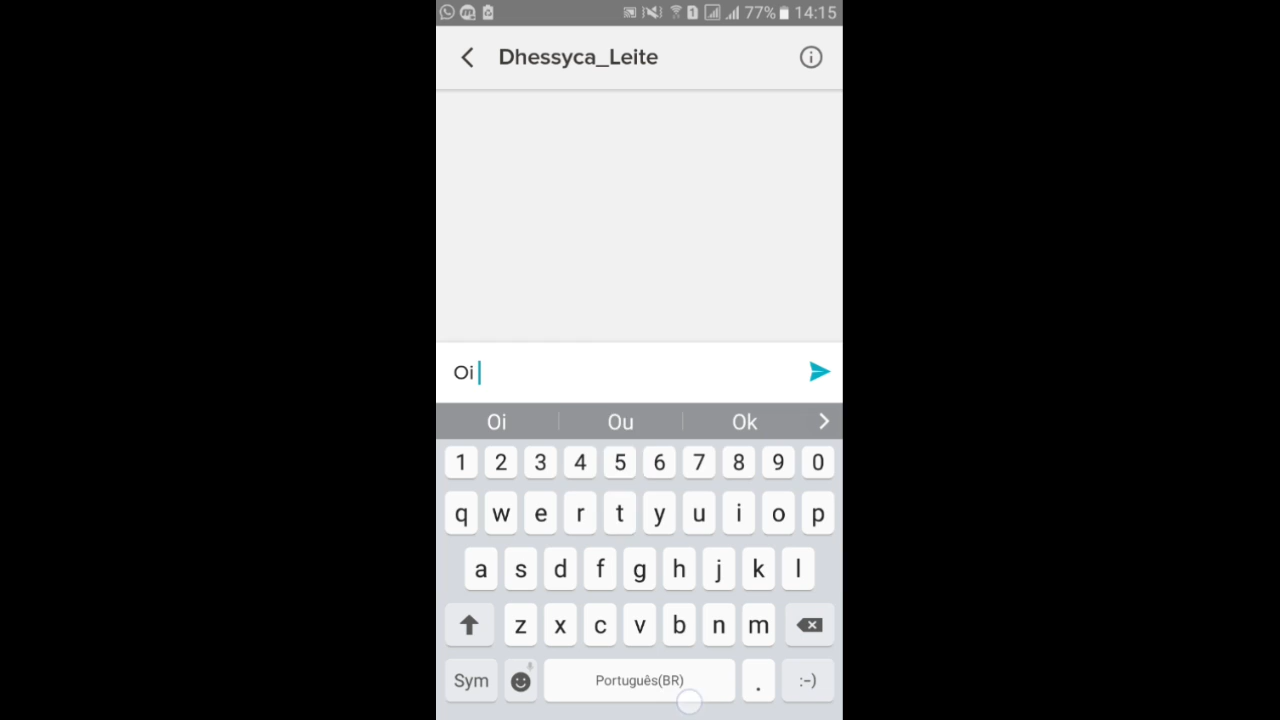 77% 14:15
Dhessyca_Leite
Oi
Oi Ou Ok
1 2 3 4 5 6 7 8 9 0
q w e r t y u i o p
a s d f g h j k l
z x c v b n m
Sym Português(BR) . :-)